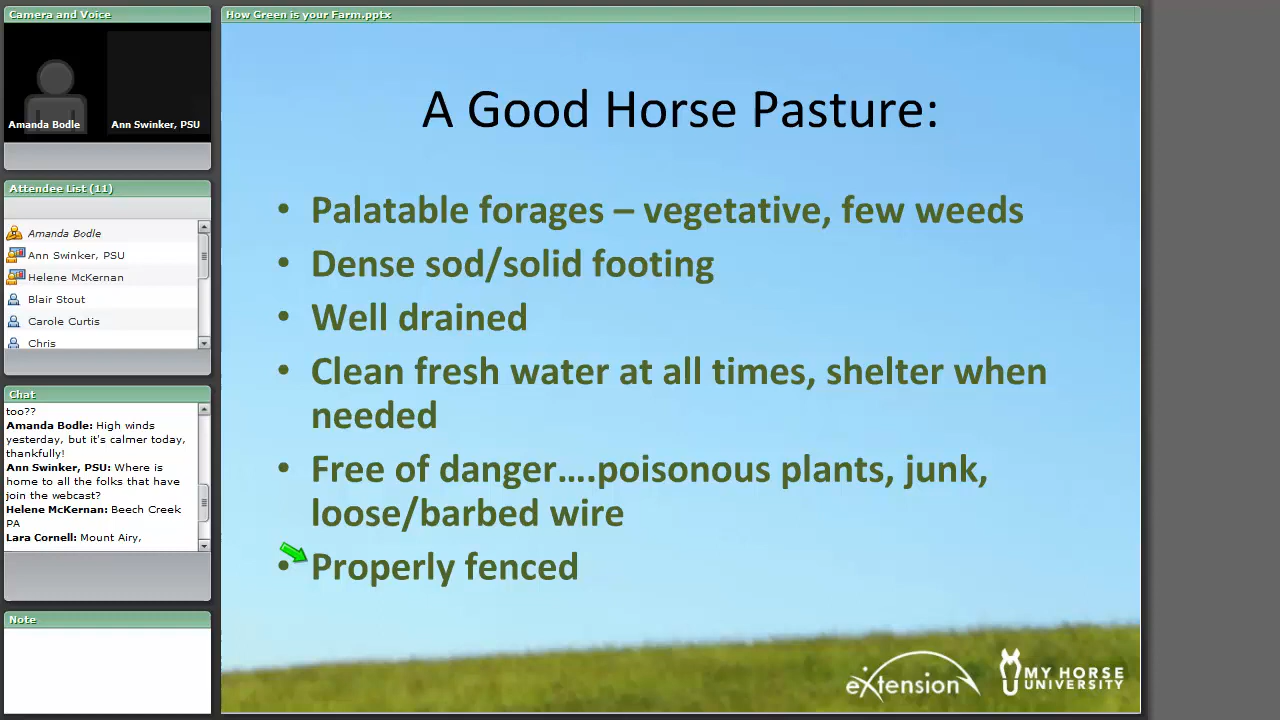 Camera and Voice
Amanda Bodle
Ann Swinker, PSU
Attendee List (11)
Amanda Bodle
Ann Swinker, PSU
Helene McKernan
Blair Stout
Carole Curtis
Chris
Chat
too??
Amanda Bodle: High winds
yesterday, but it's calmer today,
thankfully!
Ann Swinker, PSU: Where is
home to all the folks that have
join the webcast?
Helene McKernan: Beech Creek
PA
Lara Cornell: Mount Airy,
Note
How Green is your Farm.pptx
A Good Horse Pasture:
• Palatable forages – vegetative, few weeds
• Dense sod/solid footing
• Well drained
• Clean fresh water at all times, shelter when
needed
• Free of danger….poisonous plants, junk,
loose/barbed wire
• Properly fenced
eXtension
MY HORSE
UNIVERSITY